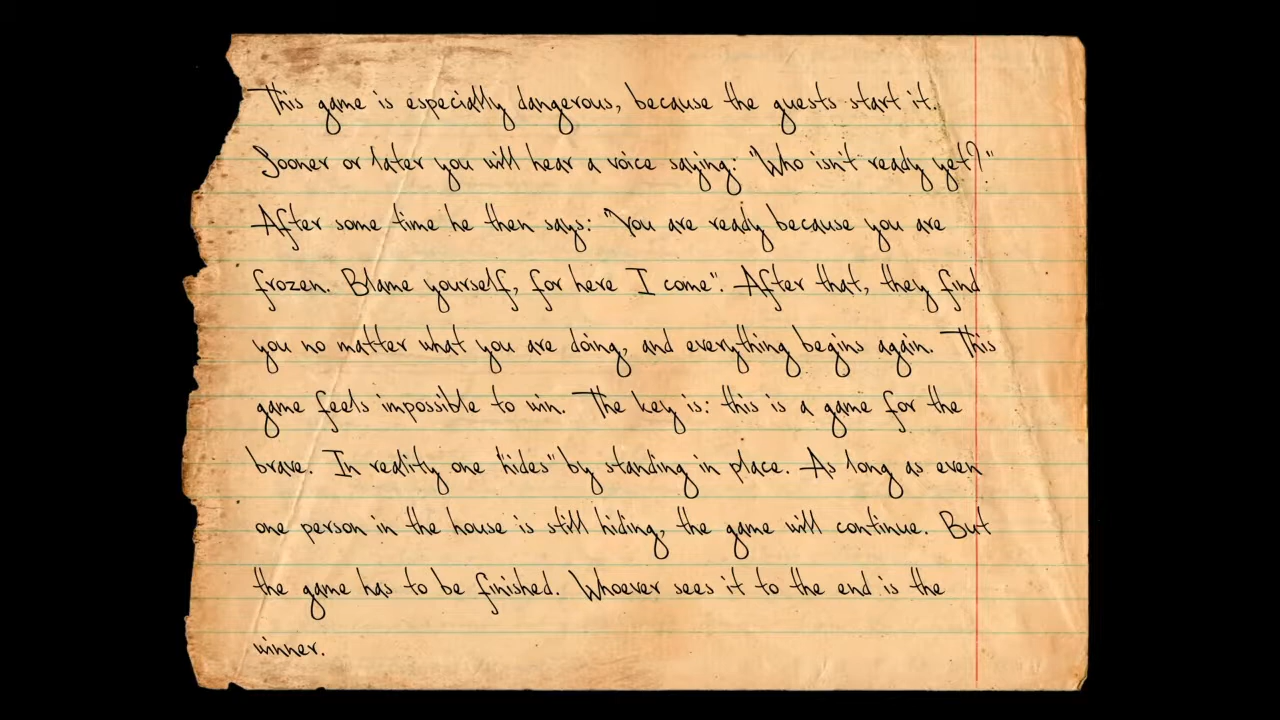 This game is especially dangerous, because the guests start it.
Sooner or later you will hear a voice saying: "Who isn't ready yet?"
After some time he then says: "You are ready because you are
frozen. Blame yourself, for here I come". After that, they find
you no matter what you are doing, and everything begins again. This
game feels impossible to win. The key is: this is a game for the
brave. In reality one "hides" by standing in place. As long as even
one person in the house is still hiding, the game will continue. But
the game has to be finished. Whoever sees it to the end is the
winner.